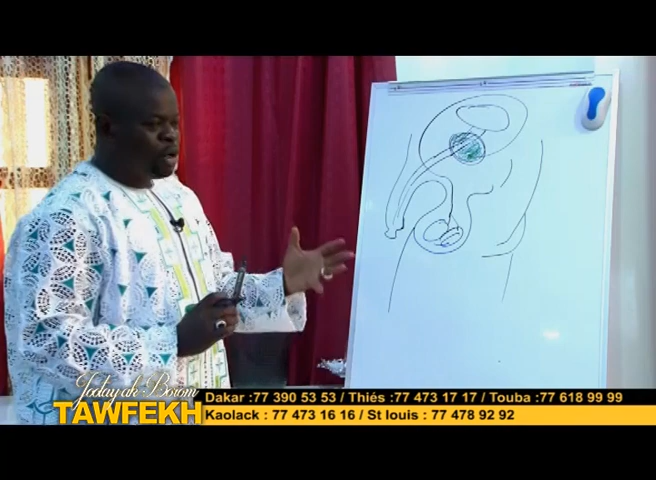 Jotay ak Borom
TAWFEKH
Dakar :77 390 53 53 / Thiés :77 473 17 17 / Touba :77 618 99 99
Kaolack : 77 473 16 16 / St louis : 77 478 92 92